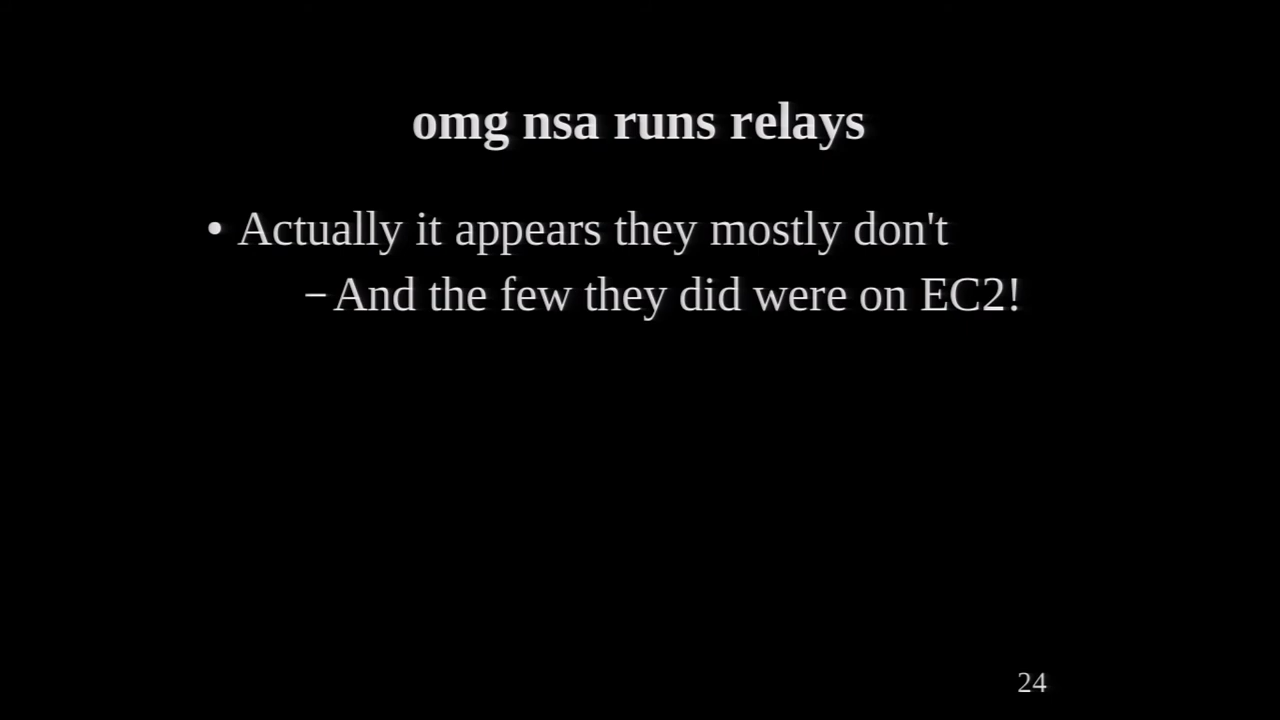 omg nsa runs relays
• Actually it appears they mostly don't
–And the few they did were on EC2!
24